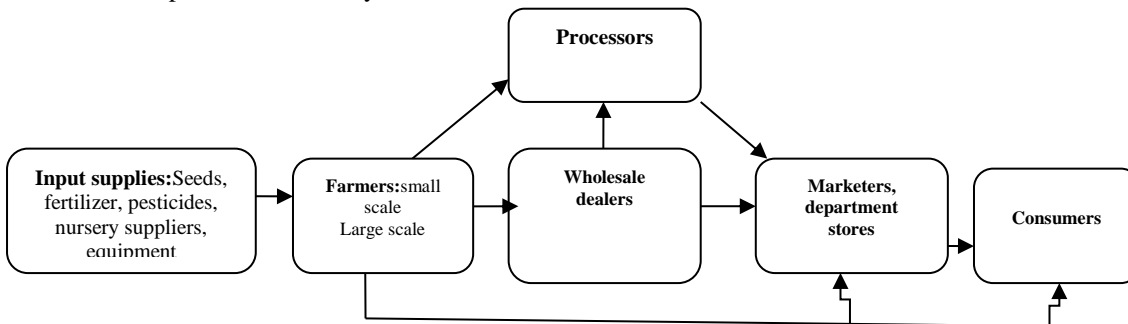 Processors
Input supplies:Seeds,
fertilizer, pesticides,
nursery suppliers,
equipment
Farmers:small
scale
Large scale
Wholesale
dealers
Marketers,
department
stores
Consumers